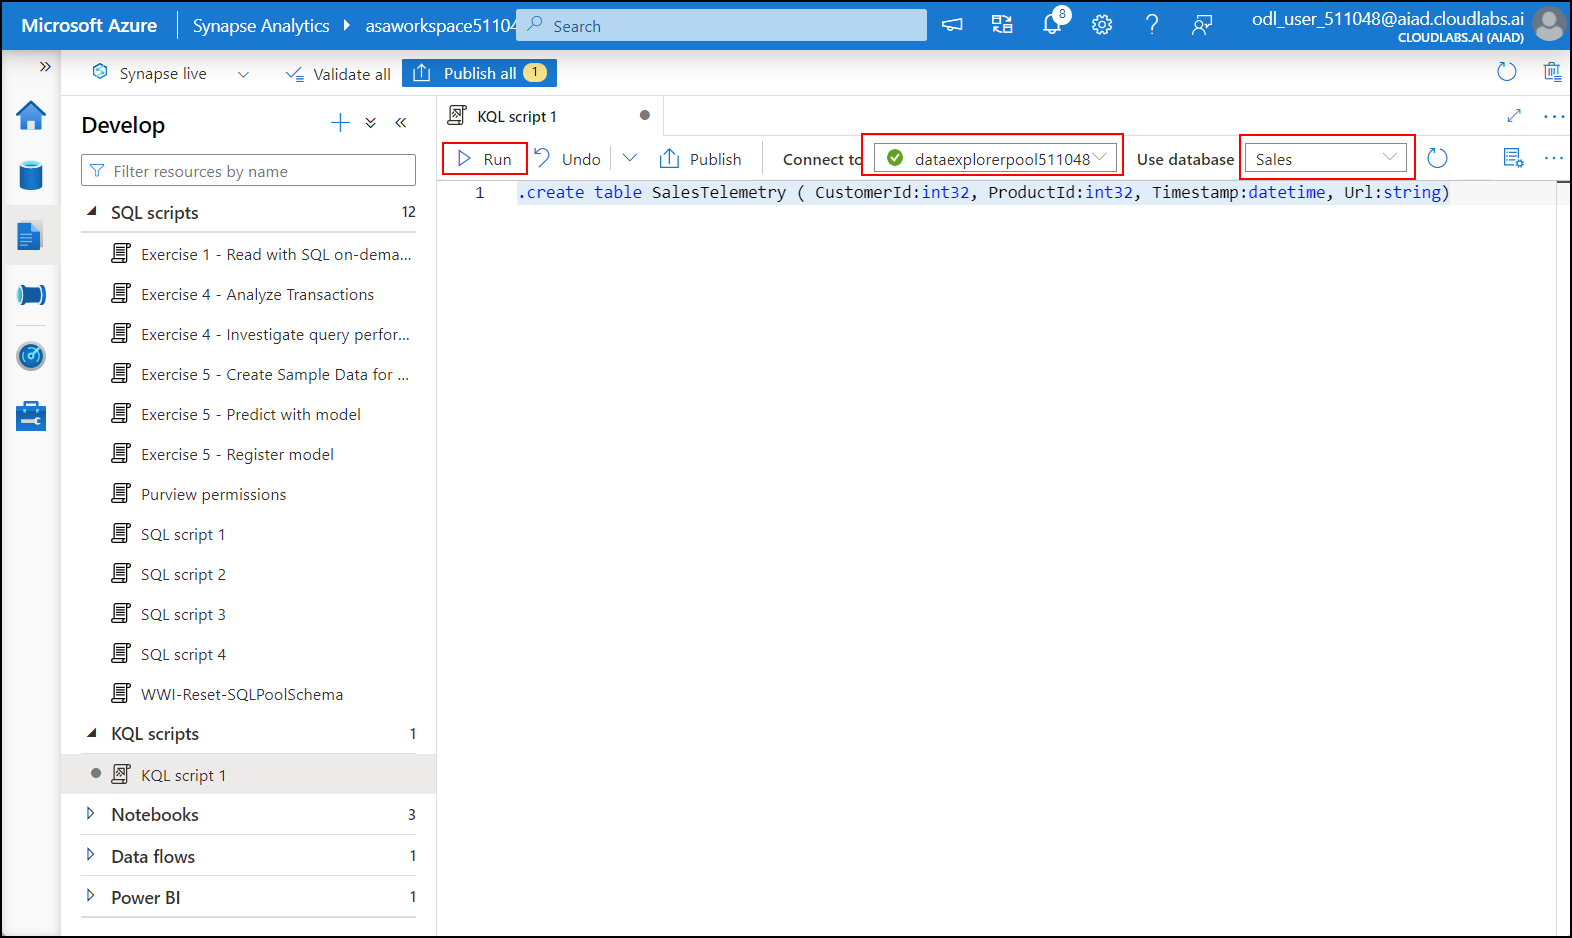 Microsoft Azure
Synapse Analytics
asaworkspace51104
Search
8
odl_user_511048@aiad.cloudlabs.ai
CLOUDLABS.AI (AIAD)
Synapse live
Validate all
Publish all 1
Develop
Filter resources by name
SQL scripts 12
Exercise 1 - Read with SQL on-dema...
Exercise 4 - Analyze Transactions
Exercise 4 - Investigate query perfor...
Exercise 5 - Create Sample Data for ...
Exercise 5 - Predict with model
Exercise 5 - Register model
Purview permissions
SQL script 1
SQL script 2
SQL script 3
SQL script 4
WWI-Reset-SQLPoolSchema
KQL scripts 1
KQL script 1
Notebooks 3
Data flows 1
Power BI 1
KQL script 1
Run Undo Publish Connect to dataexplorerpool511048 Use database Sales
1 .create table SalesTelemetry ( CustomerId:int32, ProductId:int32, Timestamp:datetime, Url:string)